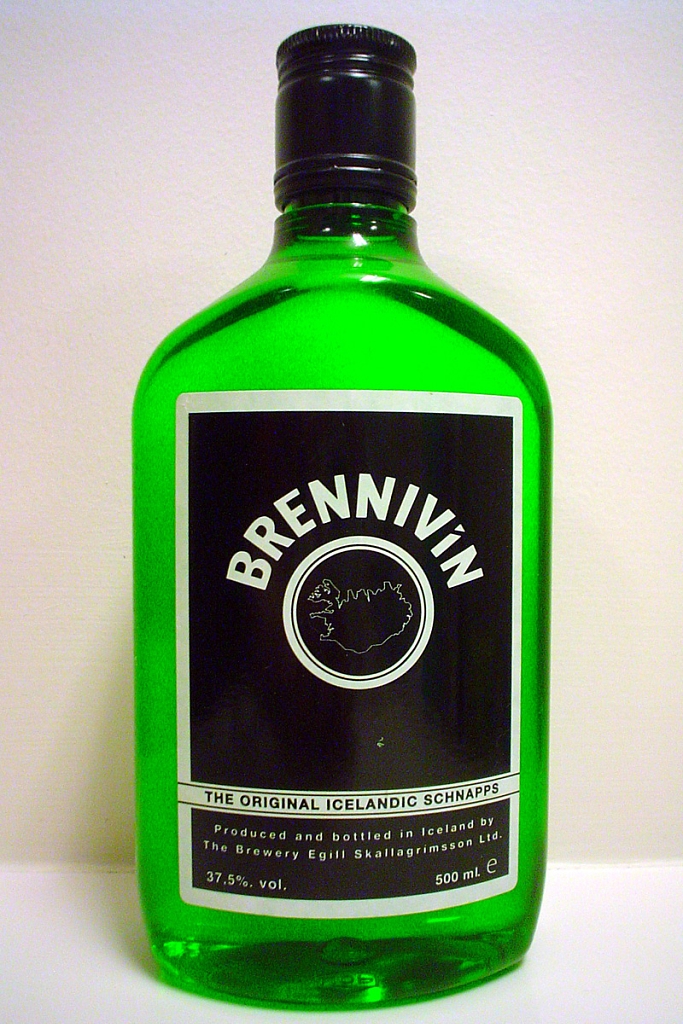 BRENNIVíN
THE ORIGINAL ICELANDIC SCHNAPPS
Produced and bottled in Iceland by
The Brewery Egill Skallagrimsson Ltd.
37,5%. vol.
500 ml. e